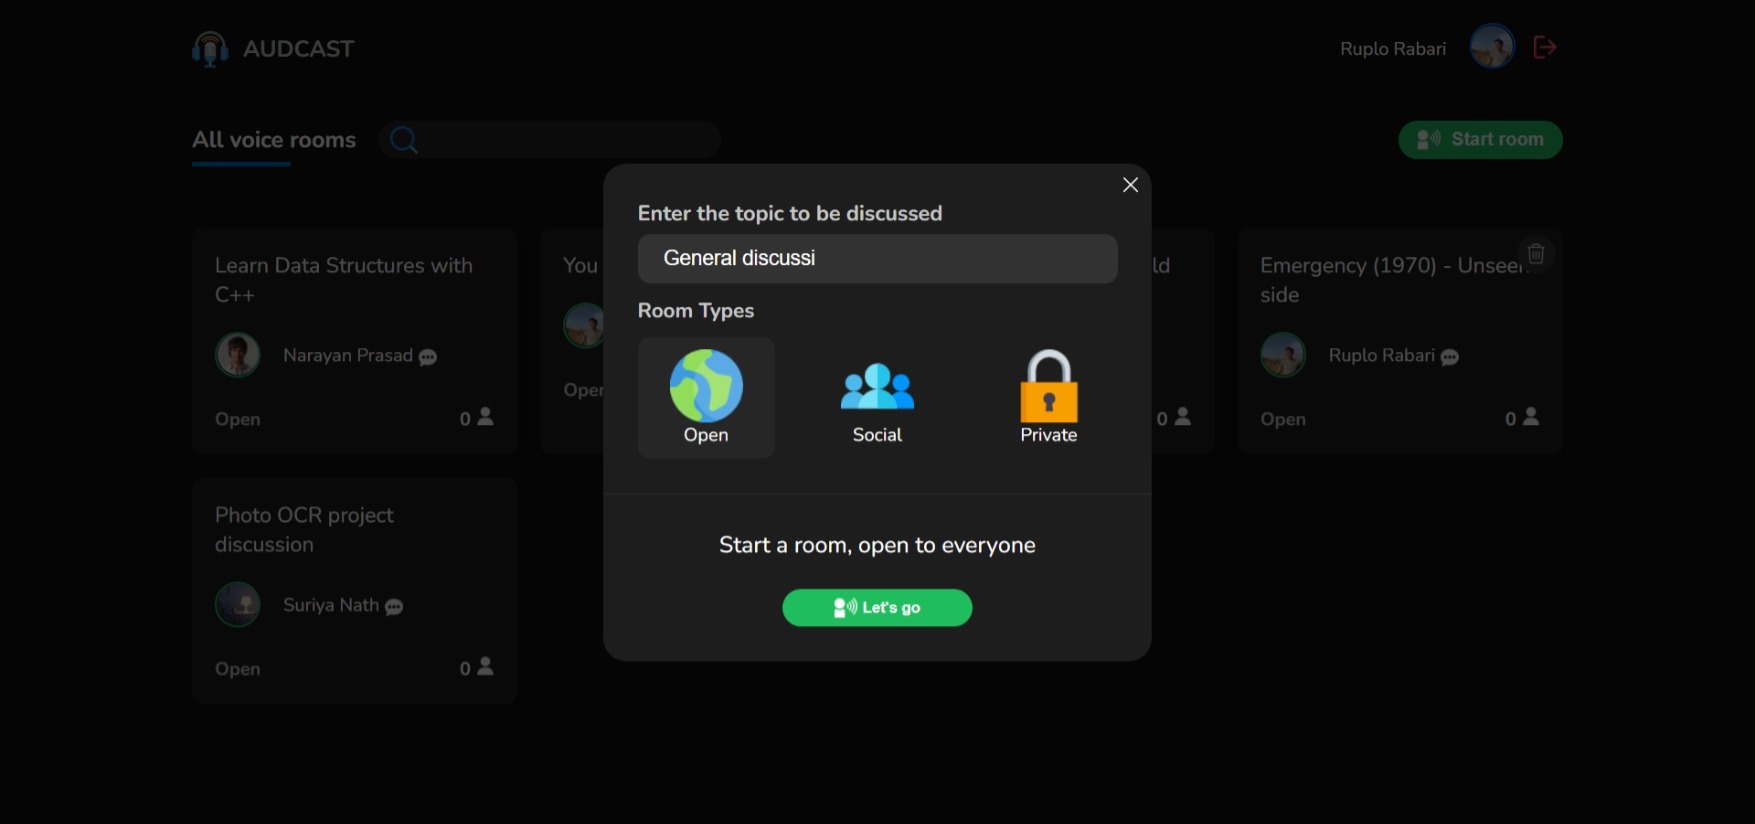 AUDCAST
Ruplo Rabari
All voice rooms
Start room
Enter the topic to be discussed
General discussi
Room Types
Open
Social
Private
Start a room, open to everyone
Let's go
Learn Data Structures with
C++
Narayan Prasad
Open
0
You
Open
ld
0
Emergency (1970) - Unseen
side
Ruplo Rabari
Open
0
Photo OCR project
discussion
Suriya Nath
Open
0